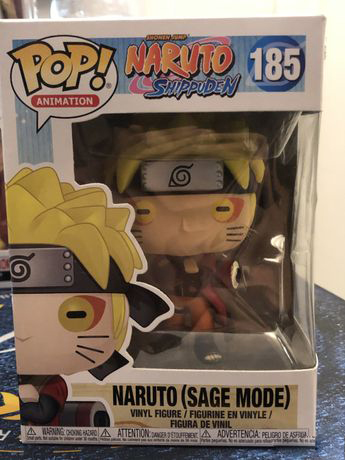 SHONEN JUMP
POP!
ANIMATION
NARUTO
SHIPPUDEN
185
NARUTO (SAGE MODE)
VINYL FIGURE / FIGURINE EN VINYLE /
FIGURA DE VINIL
WARNING: CHOKING HAZARD.
ATTENTION: DANGER D'ÉTOUFFEMENT.
ADVERTENCIA: PELIGRO DE ASFIXIA